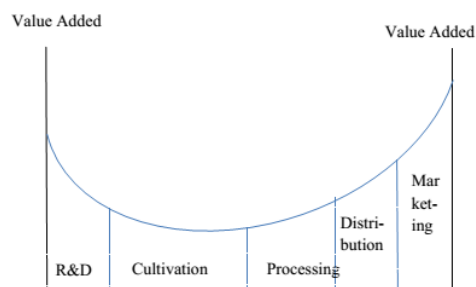 Value Added
Value Added
Mar
ket-
ing
Distri-
bution
R&D
Cultivation
Processing